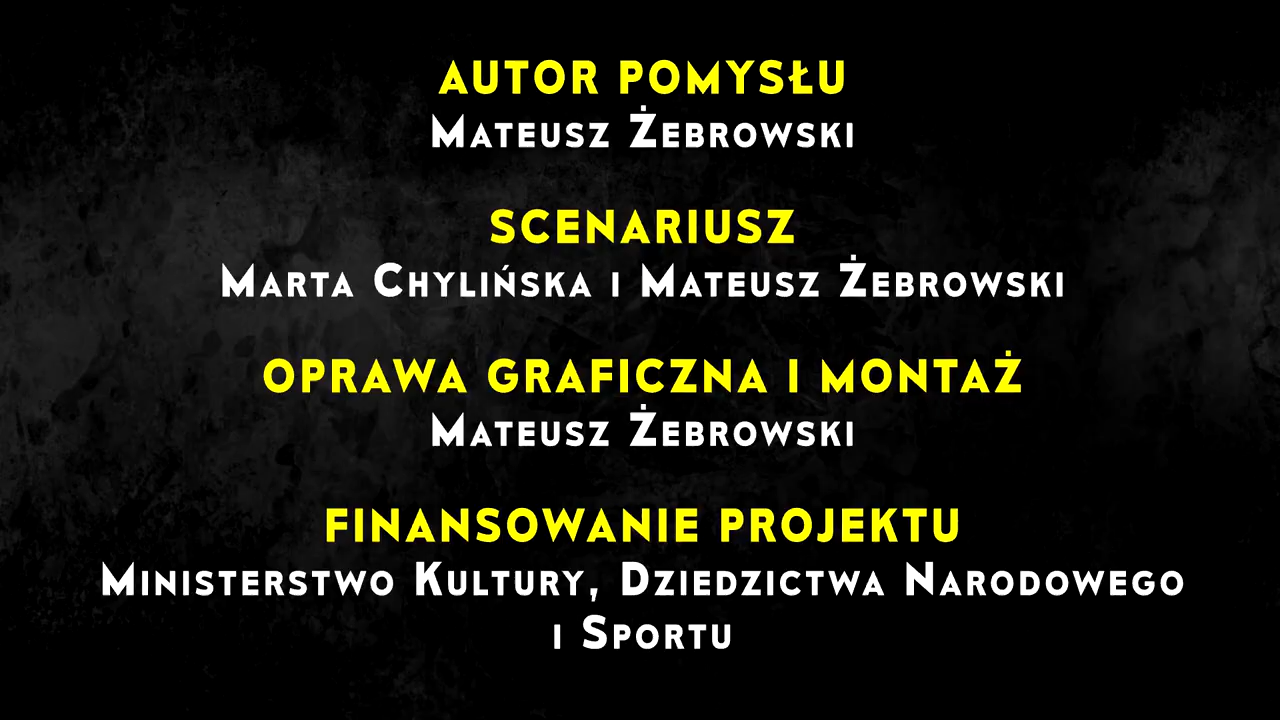 AUTOR POMYSŁU
Mateusz Żebrowski
SCENARIUSZ
Marta Chylińska i Mateusz Żebrowski
OPRAWA GRAFICZNA I MONTAŻ
Mateusz Żebrowski
FINANSOWANIE PROJEKTU
Ministerstwo Kultury, Dziedzictwa Narodowego
i Sportu